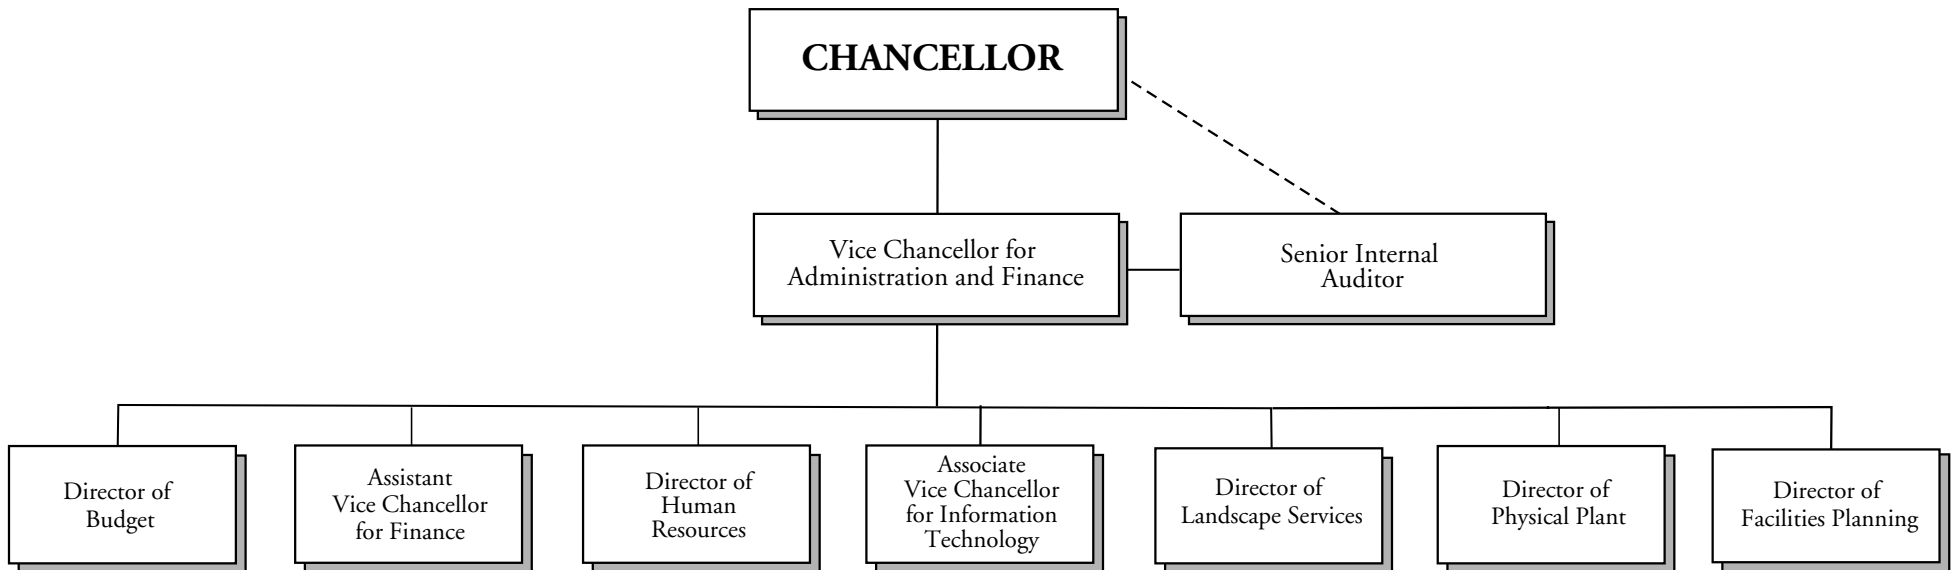 CHANCELLOR
Vice Chancellor for
Administration and Finance
Senior Internal
Auditor
Director of
Budget
Assistant
Vice Chancellor
for Finance
Director of
Human
Resources
Associate
Vice Chancellor
for Information
Technology
Director of
Landscape Services
Director of
Physical Plant
Director of
Facilities Planning